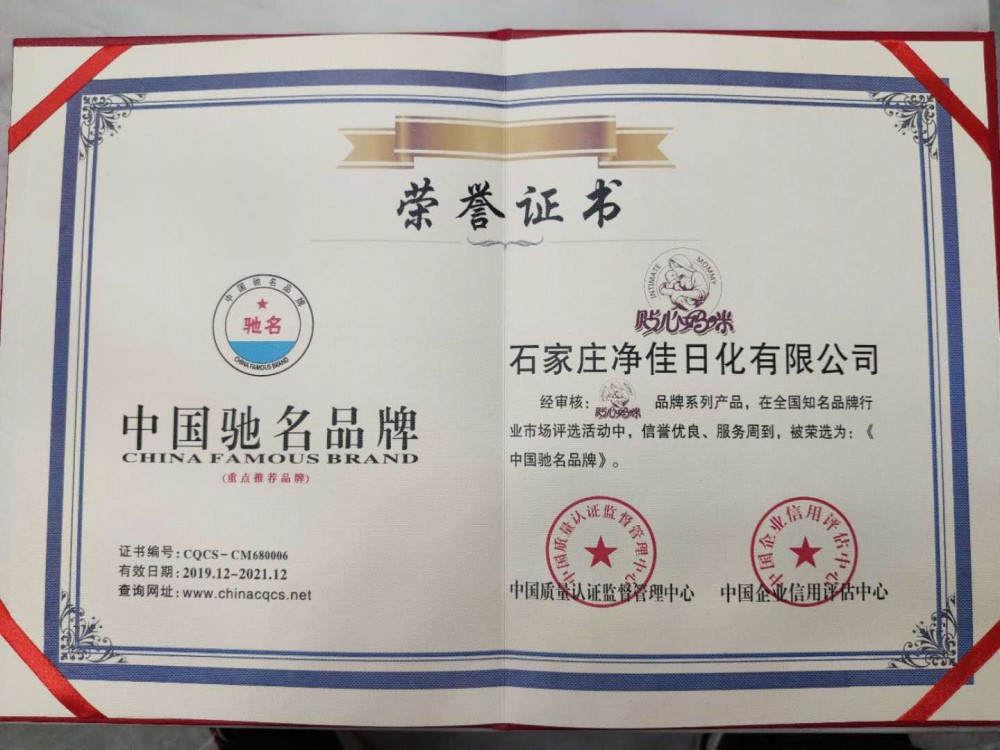 荣誉证书
中国驰名品牌
驰名
CHINA FAMOUS BRAND
中国驰名品牌
CHINA FAMOUS BRAND
(重点推荐品牌)
证书编号:CQCS-CM680006
有效日期:2019.12-2021.12
查询网址:www.chinacqcs.net
INTIMATE MOMMY
贴心妈咪
石家庄净佳日化有限公司
经审核:贴心妈咪 品牌系列产品,在全国知名品牌行
业市场评选活动中,信誉优良、服务周到,被荣选为:《
中国驰名品牌》。
中国质量认证监督管理中心
中国质量认证监督管理中心
中国企业信用评估中心
中国企业信用评估中心